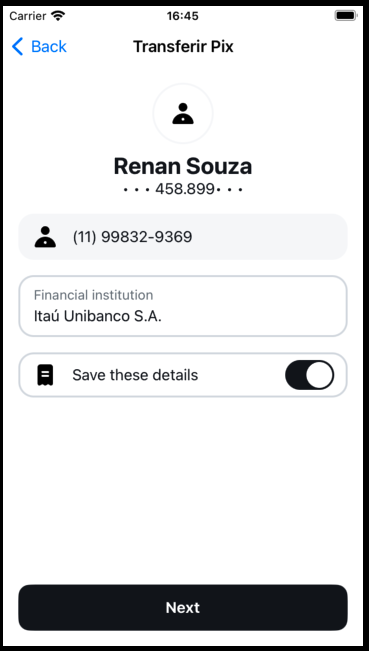 Carrier 16:45
Back Transferir Pix
Renan Souza
• • • 458.899• • •
(11) 99832-9369
Financial institution
Itaú Unibanco S.A.
Save these details
Next